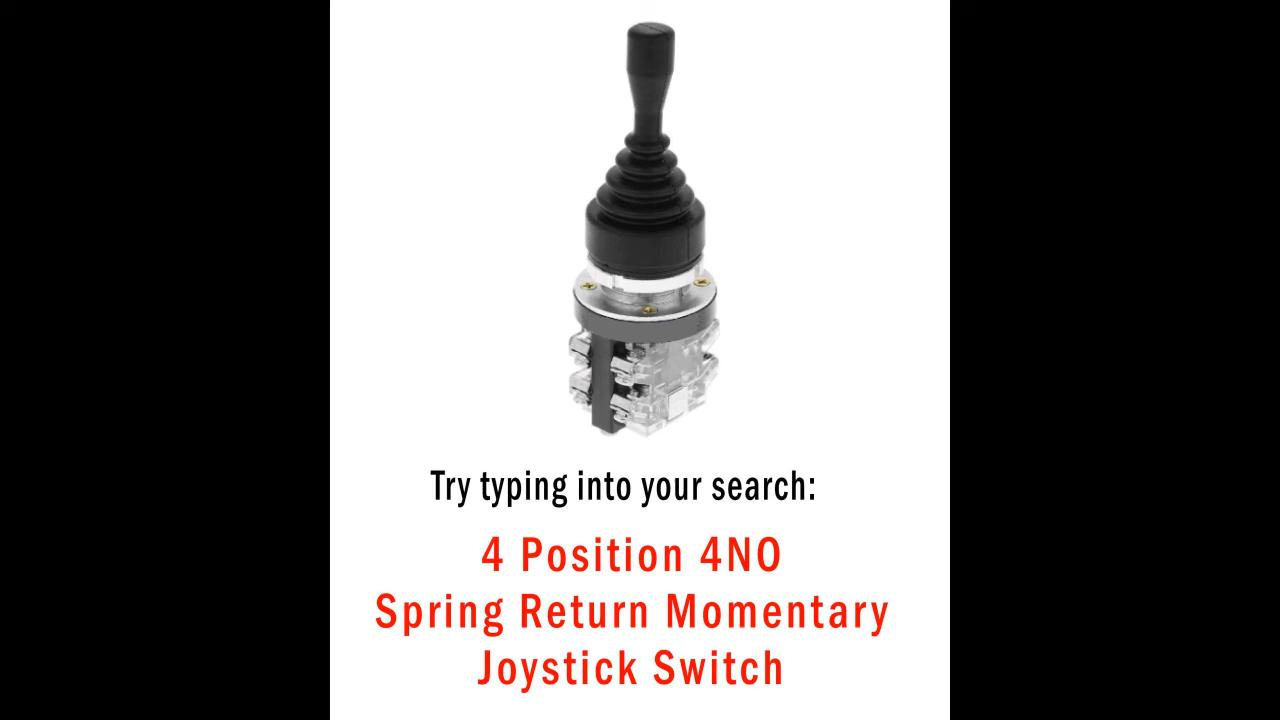 Try typing into your search:
4 Position 4NO
Spring Return Momentary
Joystick Switch